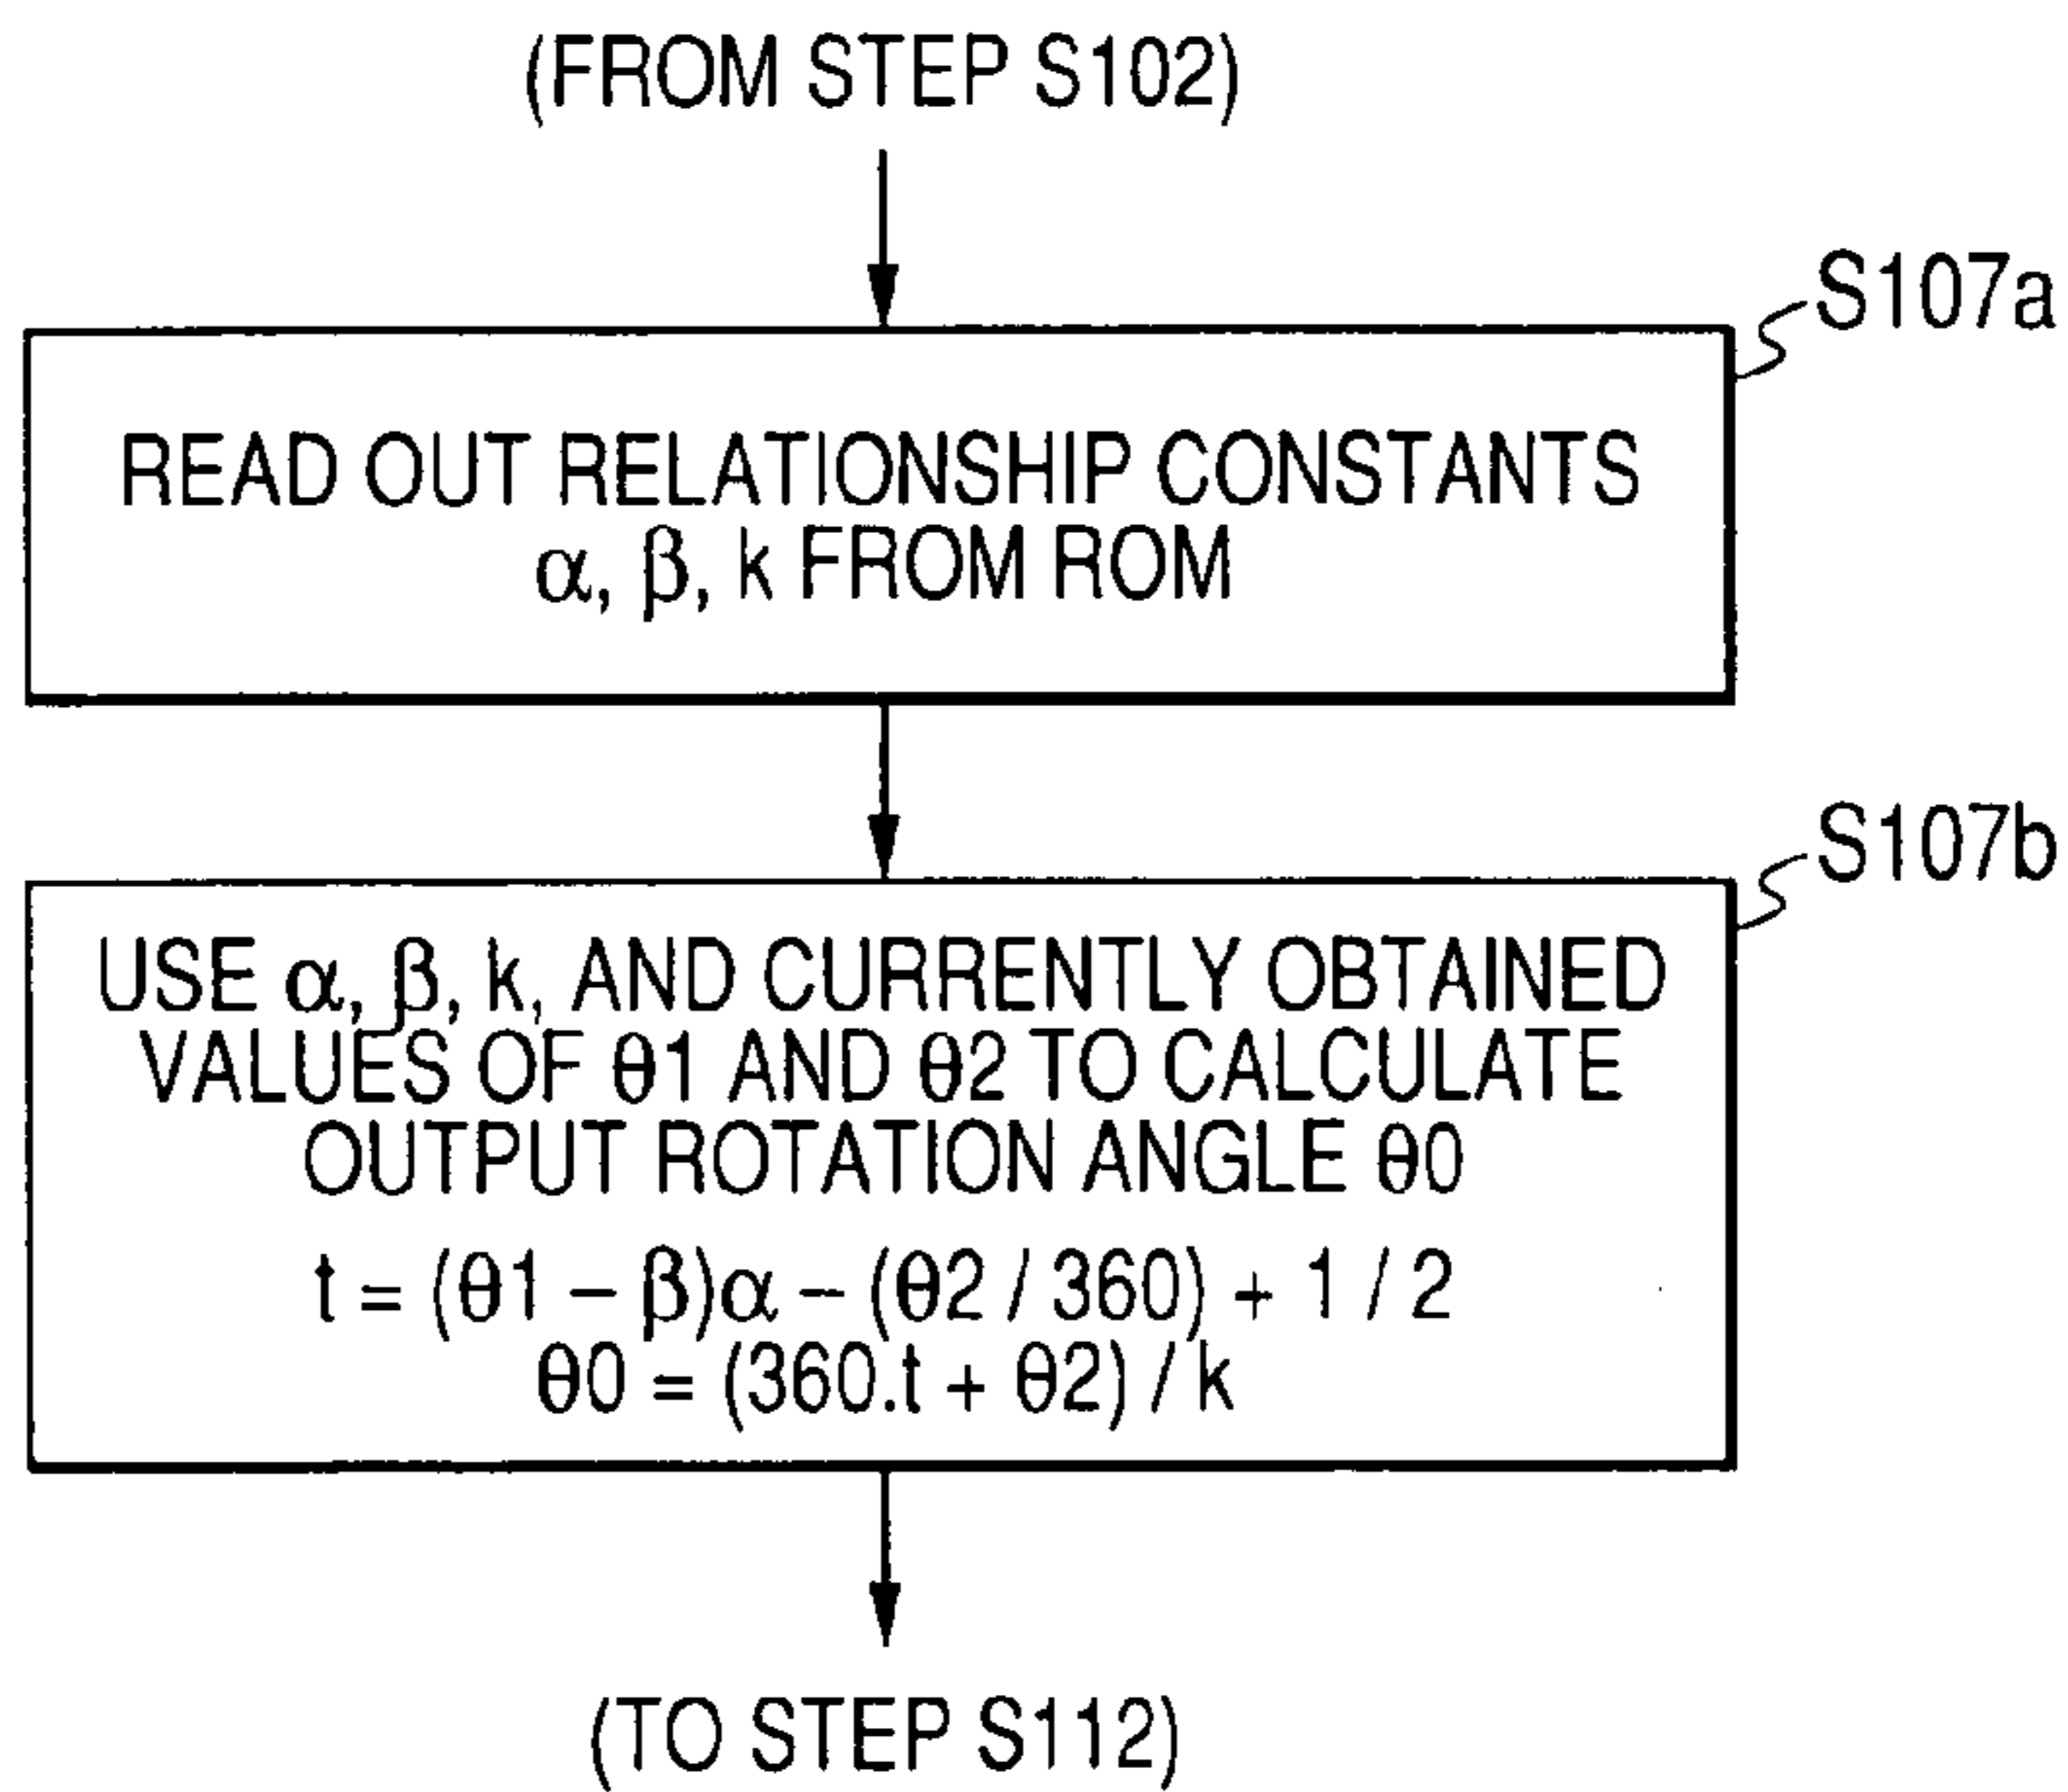 (FROM STEP S102)
S107a
READ OUT RELATIONSHIP CONSTANTS
α, β, k FROM ROM
S107b
USE α, β, k, AND CURRENTLY OBTAINED
VALUES OF θ1 AND θ2 TO CALCULATE
OUTPUT ROTATION ANGLE θ0
t = (θ1 – β)α – (θ2 / 360) + 1 / 2
θ0 = (360.t + θ2) / k
(TO STEP S112)